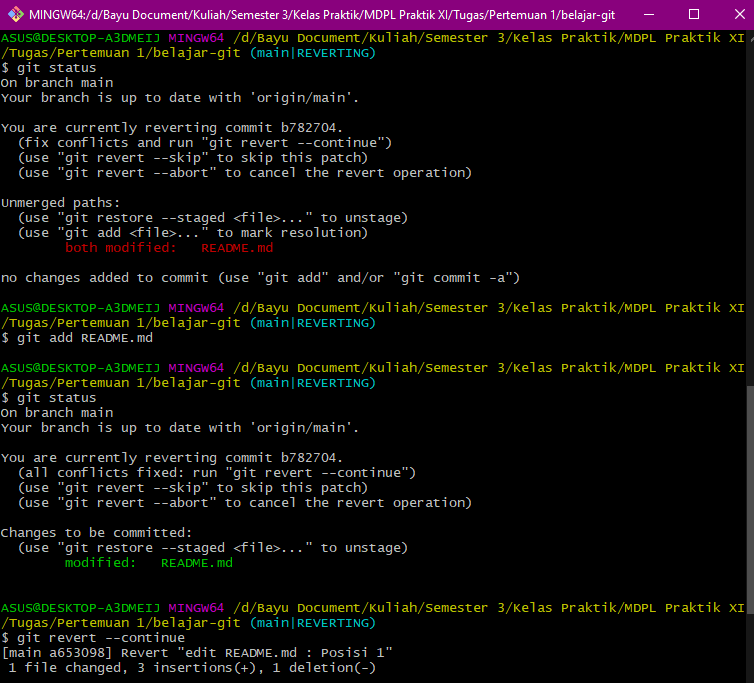 MINGW64:/d/Bayu Document/Kuliah/Semester 3/Kelas Praktik/MDPL Praktik XI/Tugas/Pertemuan 1/belajar-git
ASUS@DESKTOP-A3DMEIJ MINGW64 /d/Bayu Document/Kuliah/Semester 3/Kelas Praktik/MDPL Praktik XI
/Tugas/Pertemuan 1/belajar-git (main|REVERTING)
$ git status
On branch main
Your branch is up to date with 'origin/main'.
You are currently reverting commit b782704.
(fix conflicts and run "git revert --continue")
(use "git revert --skip" to skip this patch)
(use "git revert --abort" to cancel the revert operation)
Unmerged paths:
(use "git restore --staged <file>..." to unstage)
(use "git add <file>..." to mark resolution)
both modified:   README.md
no changes added to commit (use "git add" and/or "git commit -a")
ASUS@DESKTOP-A3DMEIJ MINGW64 /d/Bayu Document/Kuliah/Semester 3/Kelas Praktik/MDPL Praktik XI
/Tugas/Pertemuan 1/belajar-git (main|REVERTING)
$ git add README.md
ASUS@DESKTOP-A3DMEIJ MINGW64 /d/Bayu Document/Kuliah/Semester 3/Kelas Praktik/MDPL Praktik XI
/Tugas/Pertemuan 1/belajar-git (main|REVERTING)
$ git status
On branch main
Your branch is up to date with 'origin/main'.
You are currently reverting commit b782704.
(all conflicts fixed: run "git revert --continue")
(use "git revert --skip" to skip this patch)
(use "git revert --abort" to cancel the revert operation)
Changes to be committed:
(use "git restore --staged <file>..." to unstage)
modified:   README.md
ASUS@DESKTOP-A3DMEIJ MINGW64 /d/Bayu Document/Kuliah/Semester 3/Kelas Praktik/MDPL Praktik XI
/Tugas/Pertemuan 1/belajar-git (main|REVERTING)
$ git revert --continue
[main a653098] Revert "edit README.md : Posisi 1"
1 file changed, 3 insertions(+), 1 deletion(-)